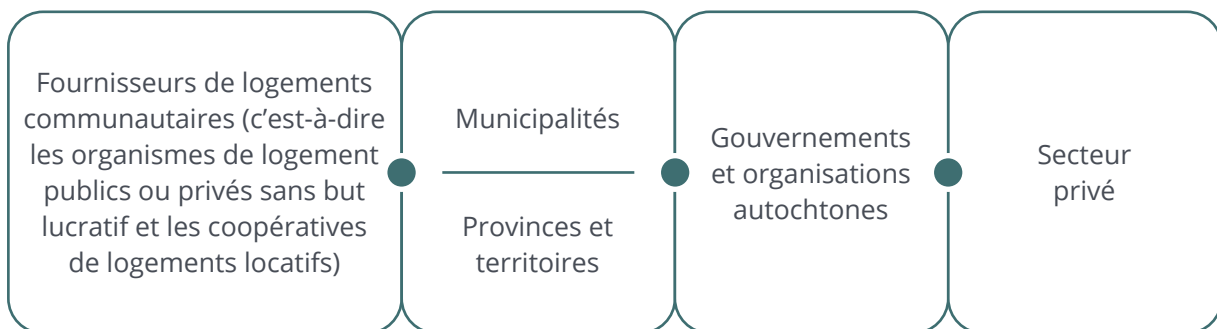 Fournisseurs de logements
communautaires (c’est-à-dire
les organismes de logement
publics ou privés sans but
lucratif et les coopératives
de logements locatifs)
Municipalités
Provinces et
territoires
Gouvernements
et organisations
autochtones
Secteur
privé